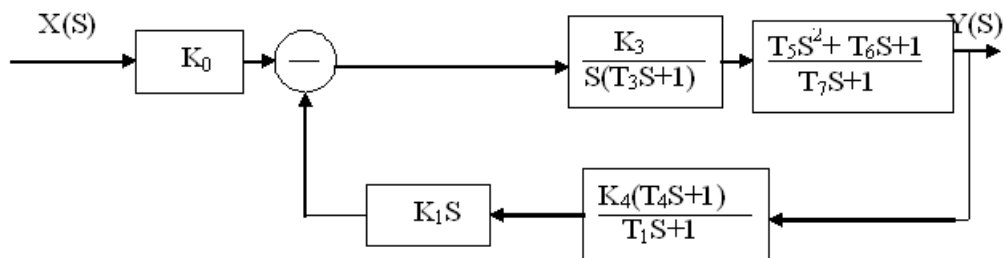 X(S)
Y(S)
K₀
—
K₃
S(T₃S+1)
T₅S²+ T₆S+1
T₇S+1
K₁S
K₄(T₄S+1)
T₁S+1